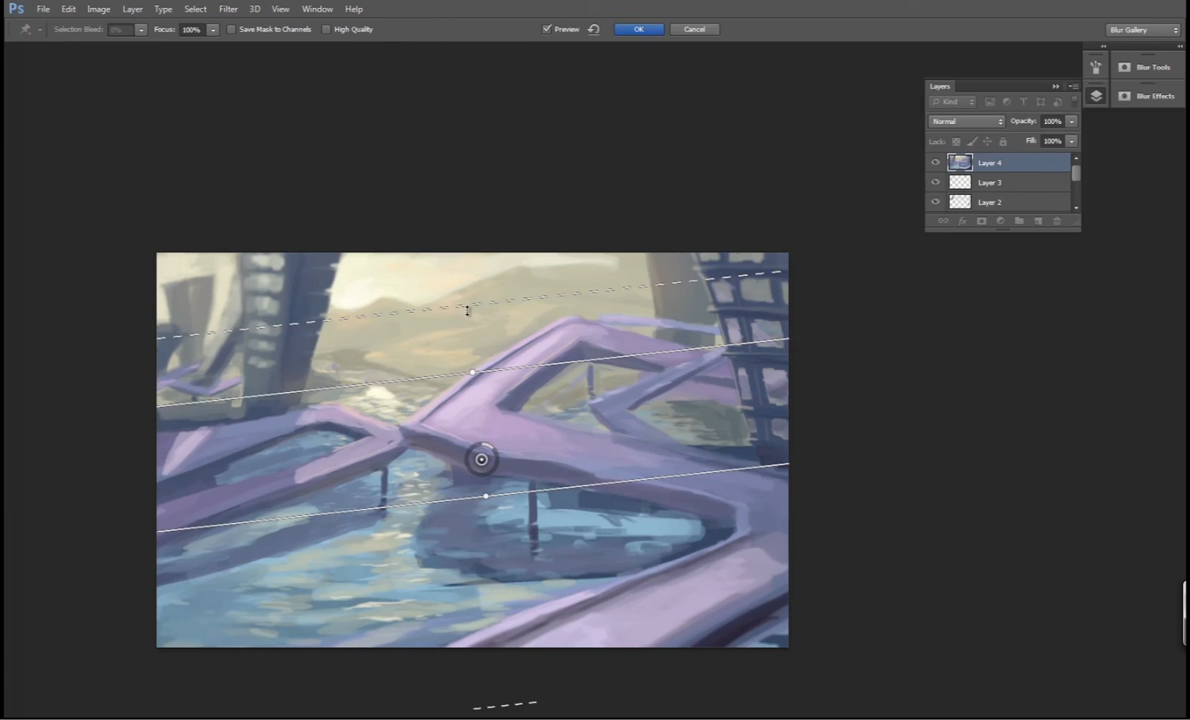 Ps File Edit Image Layer Type Select Filter 3D View Window Help
Selection Bleed: 0% Focus: 100% Save Mask to Channels High Quality Preview OK Cancel Blur Gallery
Blur Tools
Blur Effects
Layers
Kind
Normal Opacity: 100%
Lock: Fill: 100%
Layer 4
Layer 3
Layer 2